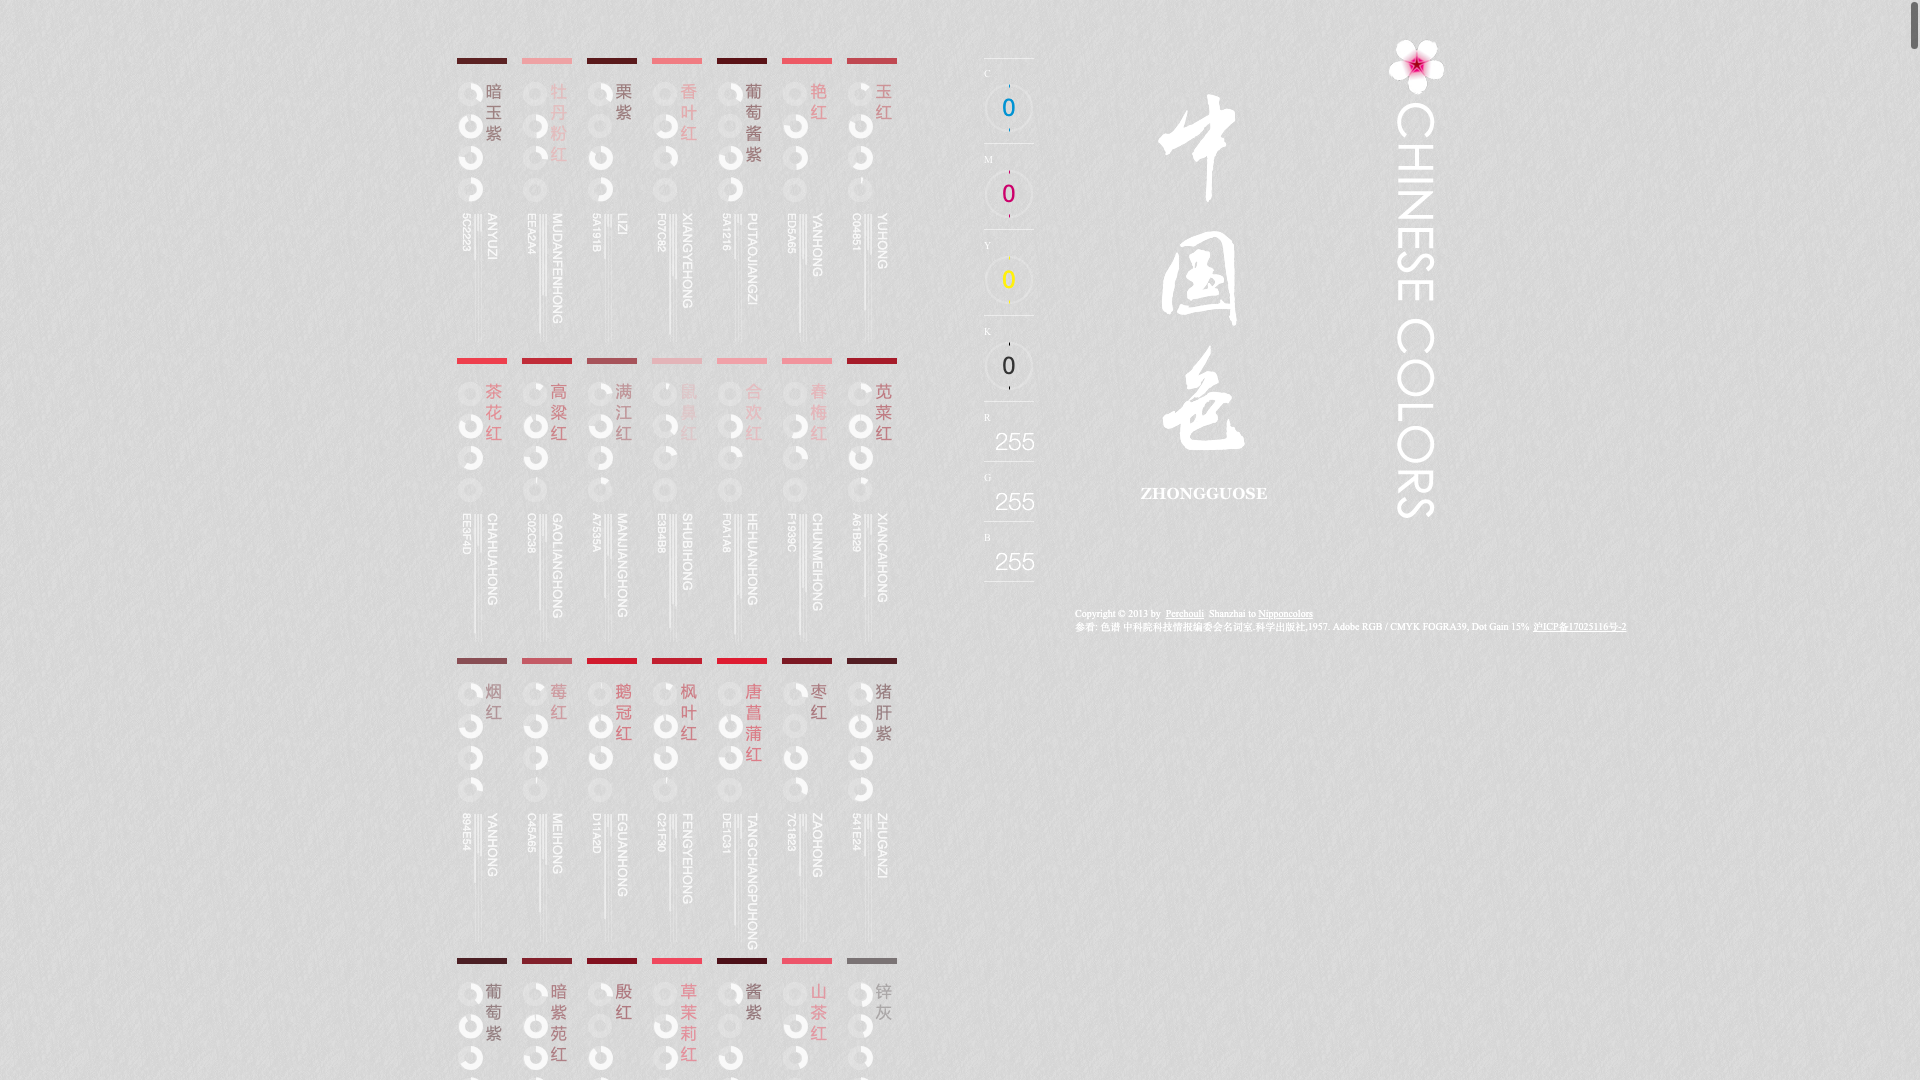 暗玉紫
ANYUZI
5C2223
牡丹粉红
MUDANFENHONG
EEA2A4
栗紫
LIZI
5A191B
香叶红
XIANGYEHONG
F07C82
葡萄酱紫
PUTAOJIANGZI
5A1216
艳红
YANHONG
ED5A65
玉红
YUHONG
C04851
茶花红
CHAHUAHONG
EE3F4D
高粱红
GAOLIANGHONG
C02C38
满江红
MANJIANGHONG
A7535A
鼠鼻红
SHUBIHONG
E3B4B8
合欢红
HEHUANHONG
F0A1A8
春梅红
CHUNMEIHONG
F1939C
苋菜红
XIANCAIHONG
A61B29
烟红
YANHONG
894E54
莓红
MEIHONG
C45A65
鹅冠红
EGUANHONG
D11A2D
枫叶红
FENGYEHONG
C21F30
唐菖蒲红
TANGCHANGPUHONG
DE1C31
枣红
ZAOHONG
7C1823
猪肝紫
ZHUGANZI
541E24
葡萄紫
暗紫苑红
殷红
草茉莉红
酱紫
山茶红
锌灰
C
0
M
0
Y
0
K
0
R
255
G
255
B
255
中国色
ZHONGGUOSE
CHINESE COLORS
Copyright © 2013 by Perchouli Shanzhai to Nipponcolors
参看: 色谱 中科院科技情报编委会名词室.科学出版社,1957. Adobe RGB / CMYK FOGRA39, Dot Gain 15% 沪ICP备17025116号-2